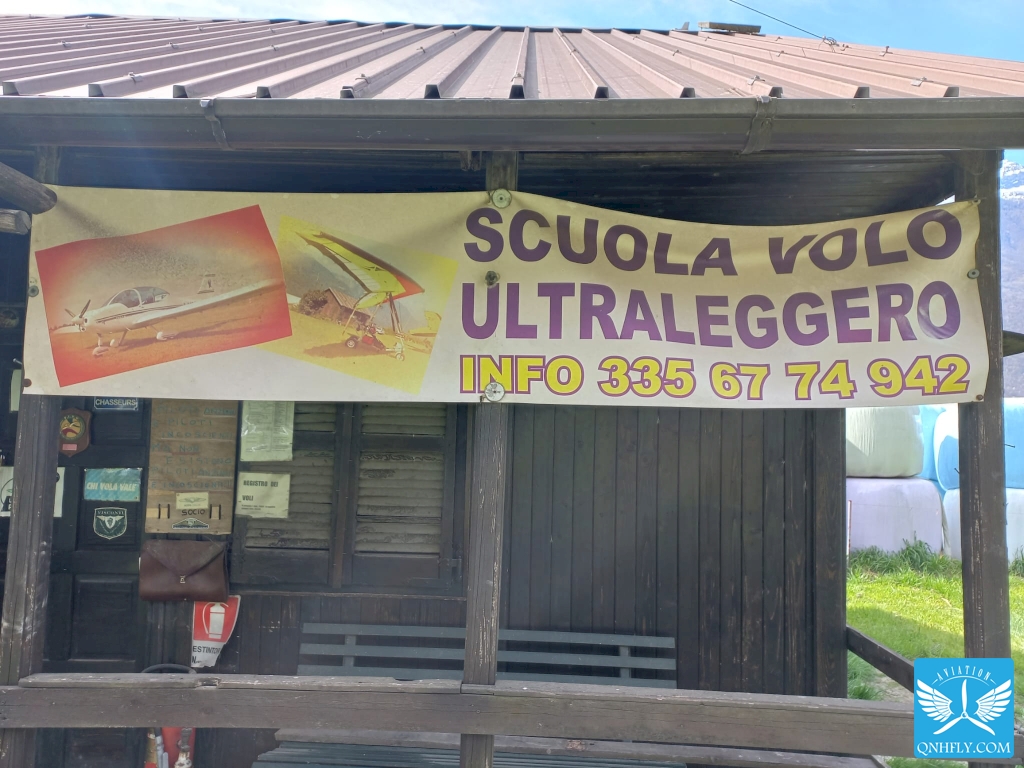 SCUOLA VOLO
ULTRALEGGERO
INFO 335 67 74 942
CHASSEURS
CHI VOLA VALE
VISCONTI
SOCIO
REGISTRO DEI
VOLI
ESTINTORE
N.
AVIATION
QNHFLY.COM